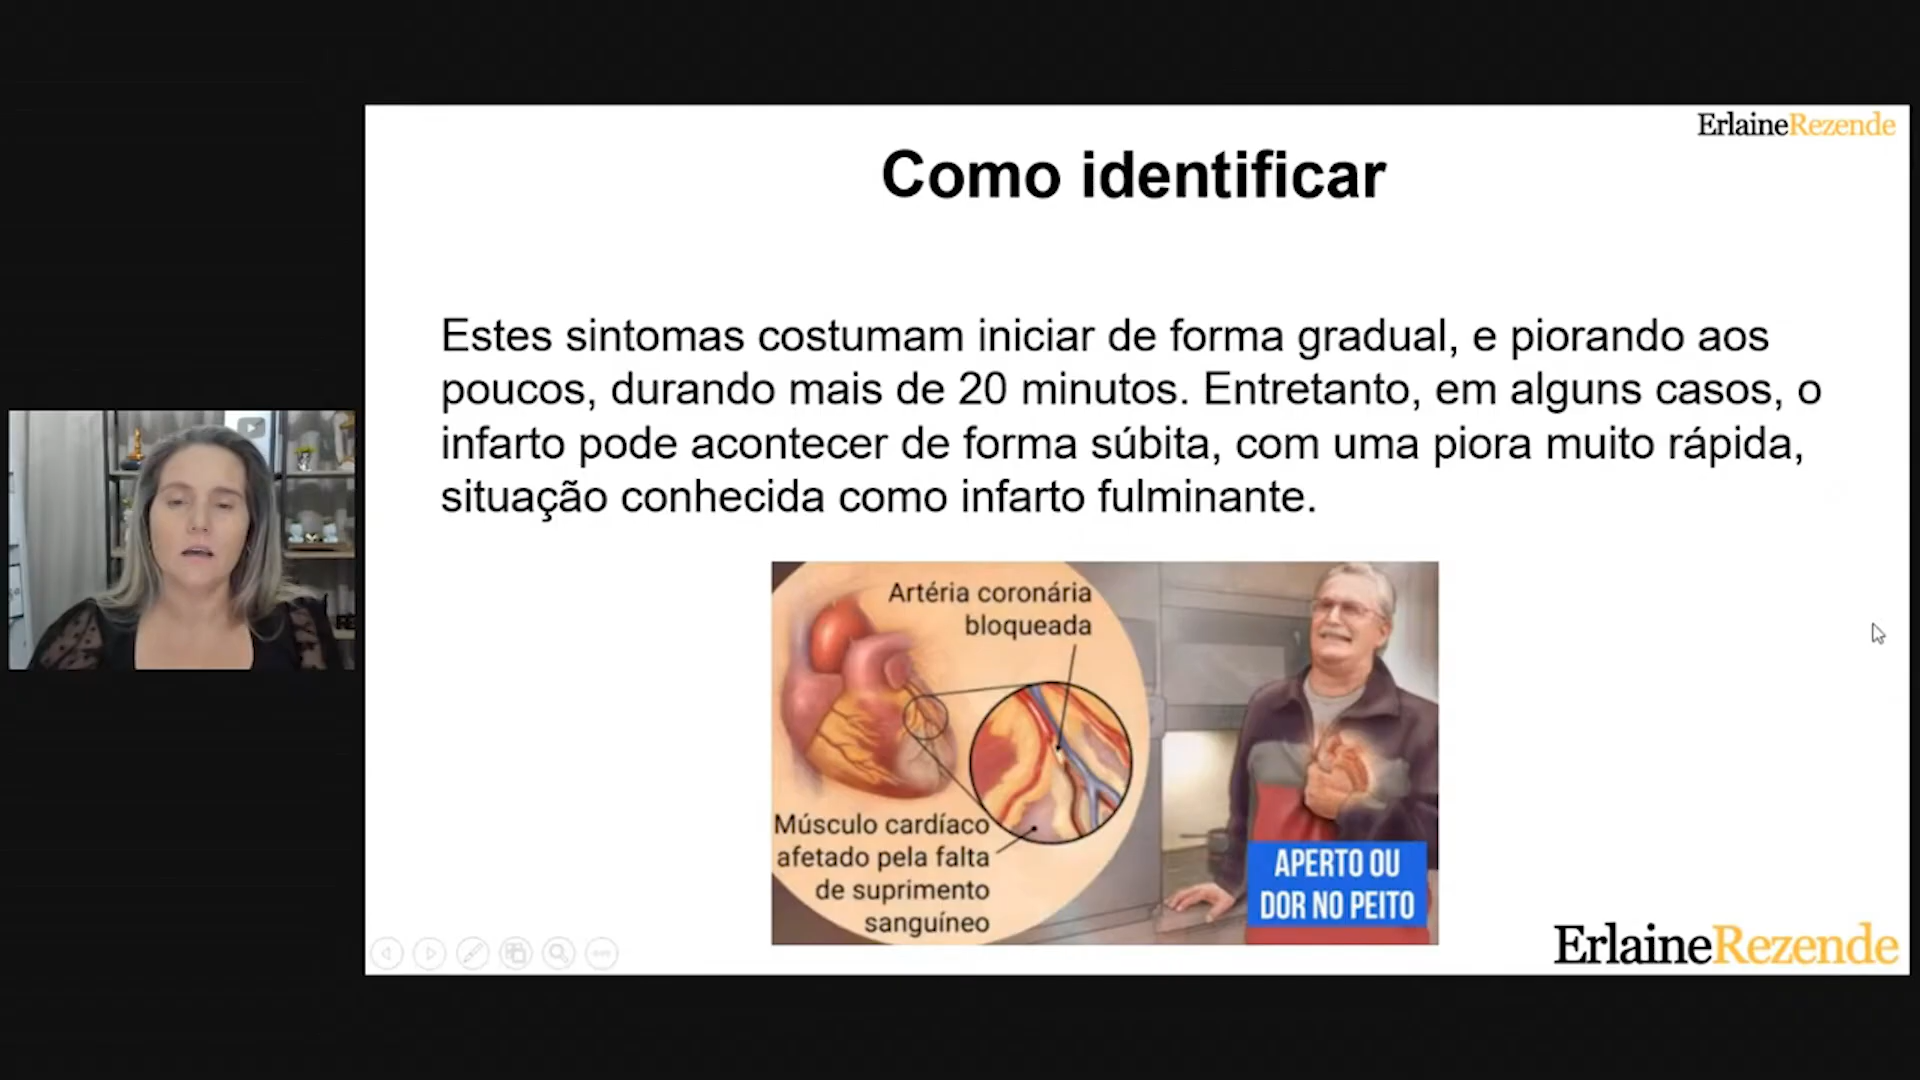 ErlaineRezende
Como identificar
Estes sintomas costumam iniciar de forma gradual, e piorando aos
poucos, durando mais de 20 minutos. Entretanto, em alguns casos, o
infarto pode acontecer de forma súbita, com uma piora muito rápida,
situação conhecida como infarto fulminante.
Artéria coronária
bloqueada
Músculo cardíaco
afetado pela falta
de suprimento
sanguíneo
APERTO OU
DOR NO PEITO
ErlaineRezende